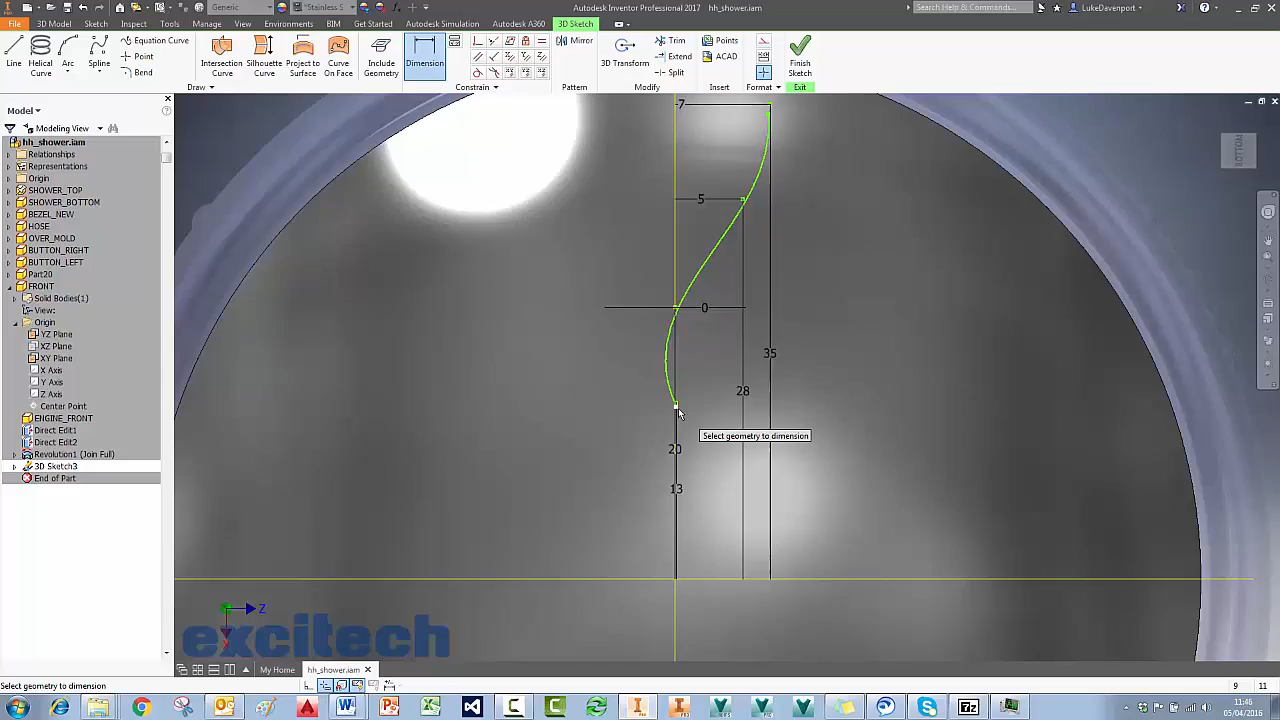 Generic
*Stainless S
Autodesk Inventor Professional 2017 hh_shower.iam
Search Help & Commands...
LukeDavenport
File 3D Model Sketch Inspect Tools Manage View Environments BIM Get Started Autodesk Simulation Autodesk A360 3D Sketch
Line
Helical Curve
Arc
Spline
Equation Curve
Point
Bend
Intersection Curve
Silhouette Curve
Project to Surface
Curve On Face
Include Geometry
Dimension
Mirror
3D Transform
Trim
Extend
Split
Points
ACAD
Finish Sketch
Draw Constrain Pattern Modify Insert Format Exit
Model
Modeling View
hh_shower.iam
Relationships
Representations
Origin
SHOWER_TOP
SHOWER_BOTTOM
BEZEL_NEW
HOSE
OVER_MOLD
BUTTON_RIGHT
BUTTON_LEFT
Part20
FRONT
Solid Bodies(1)
View:
Origin
YZ Plane
XZ Plane
XY Plane
X Axis
Y Axis
Z Axis
Center Point
ENGINE_FRONT
Direct Edit1
Direct Edit2
Revolution1 (Join Full)
3D Sketch3
End of Part
-7
5
0
35
28
20
13
Select geometry to dimension
BOTTOM
Z
X
excitech
My Home hh_shower.iam
Select geometry to dimension
9 11
11:46
05/04/2016